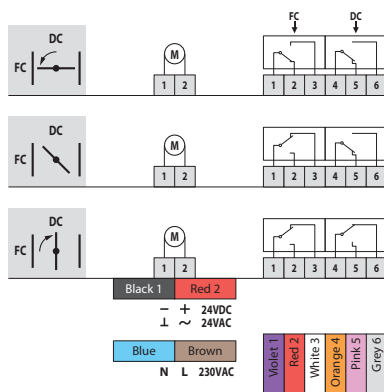 FC DC
DC
FC
M
1 2
1 2 3 4 5 6
DC
FC
M
1 2
1 2 3 4 5 6
DC
FC
M
1 2
1 2 3 4 5 6
Black 1 Red 2
− + 24VDC
⊥ ~ 24VAC
Blue Brown
N L 230VAC
Violet 1
Red 2
White 3
Orange 4
Pink 5
Grey 6